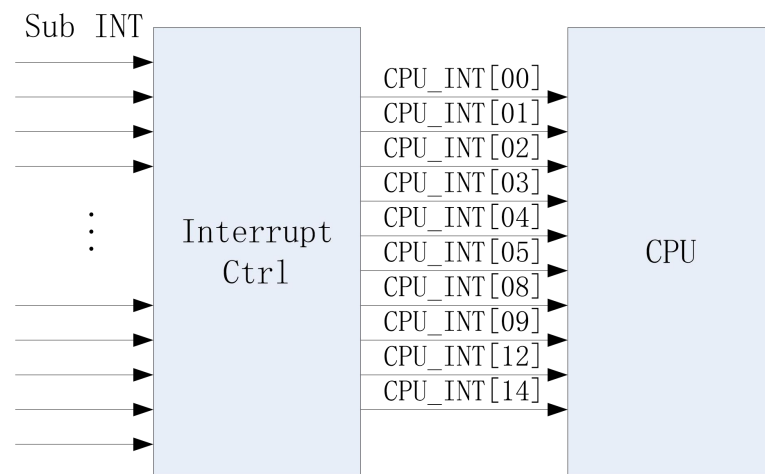 Sub INT
CPU_INT[00]
CPU_INT[01]
CPU_INT[02]
CPU_INT[03]
CPU_INT[04]
CPU_INT[05]
CPU_INT[08]
CPU_INT[09]
CPU_INT[12]
CPU_INT[14]
Interrupt
Ctrl
CPU